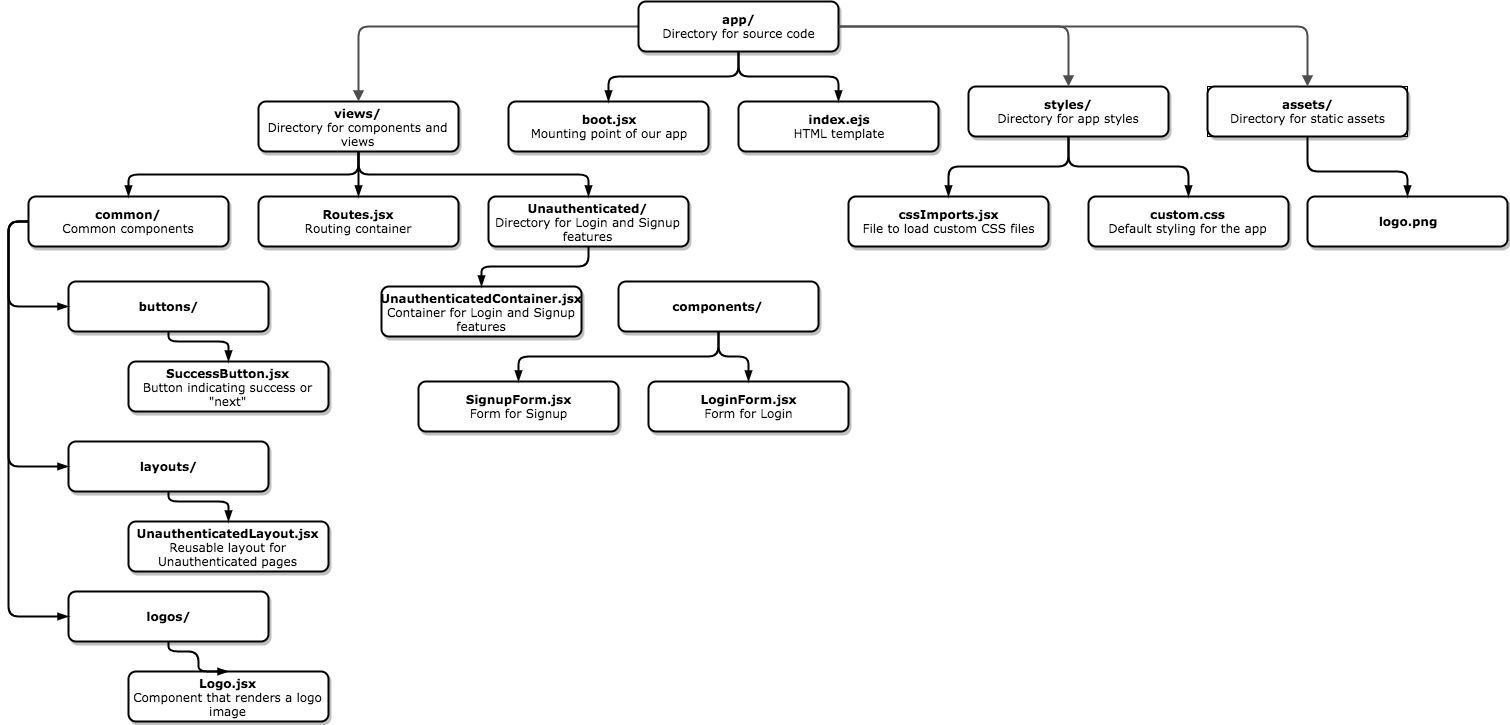 app/
Directory for source code
views/
Directory for components and
views
boot.jsx
Mounting point of our app
index.ejs
HTML template
styles/
Directory for app styles
assets/
Directory for static assets
common/
Common components
Routes.jsx
Routing container
Unauthenticated/
Directory for Login and Signup
features
cssImports.jsx
File to load custom CSS files
custom.css
Default styling for the app
logo.png
buttons/
UnauthenticatedContainer.jsx
Container for Login and Signup
features
components/
SuccessButton.jsx
Button indicating success or
"next"
SignupForm.jsx
Form for Signup
LoginForm.jsx
Form for Login
layouts/
UnauthenticatedLayout.jsx
Reusable layout for
Unauthenticated pages
logos/
Logo.jsx
Component that renders a logo
image